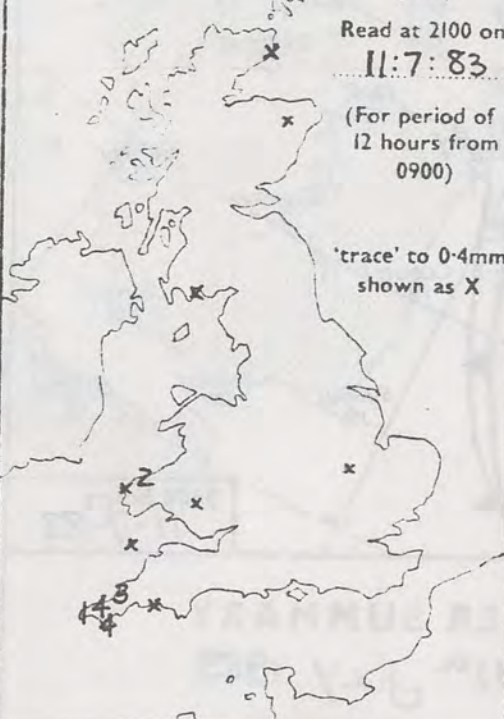 Read at 2100 on
11:7:83
(For period of
12 hours from
0900)
'trace' to 0·4mm
shown as X
X
x
x
x
x 2
x
x
3
1 4 x
4